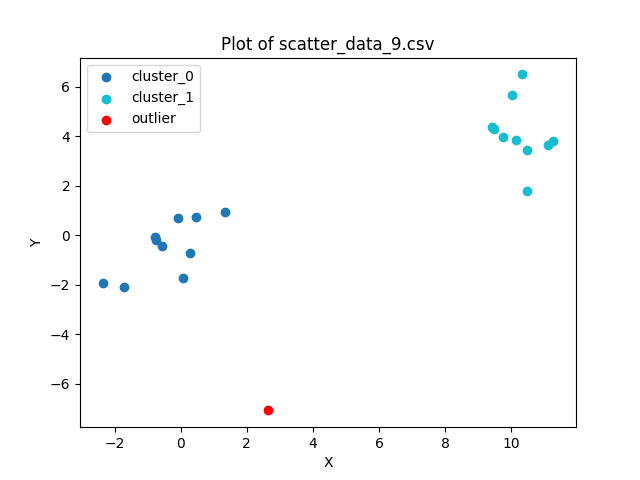 Plot of scatter_data_9.csv
cluster_0
cluster_1
outlier
6
4
2
0
−2
−4
−6
Y
−2 0 2 4 6 8 10
X